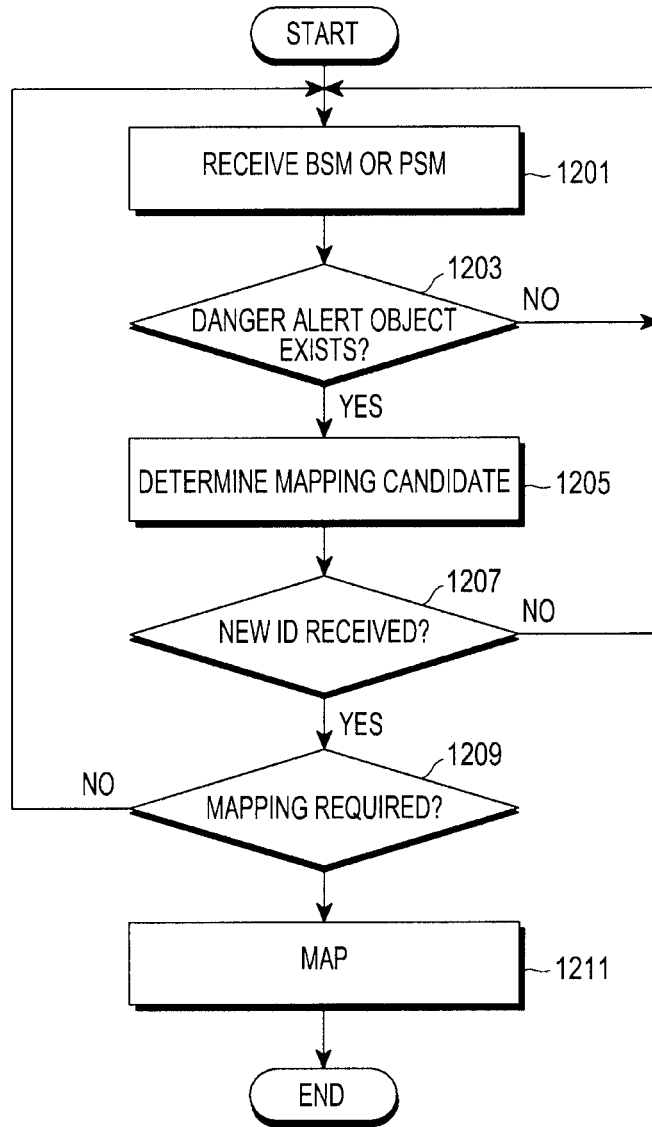 START
RECEIVE BSM OR PSM
1201
1203
DANGER ALERT OBJECT
EXISTS?
NO
YES
DETERMINE MAPPING CANDIDATE
1205
1207
NEW ID RECEIVED?
NO
YES
1209
NO
MAPPING REQUIRED?
MAP
1211
END